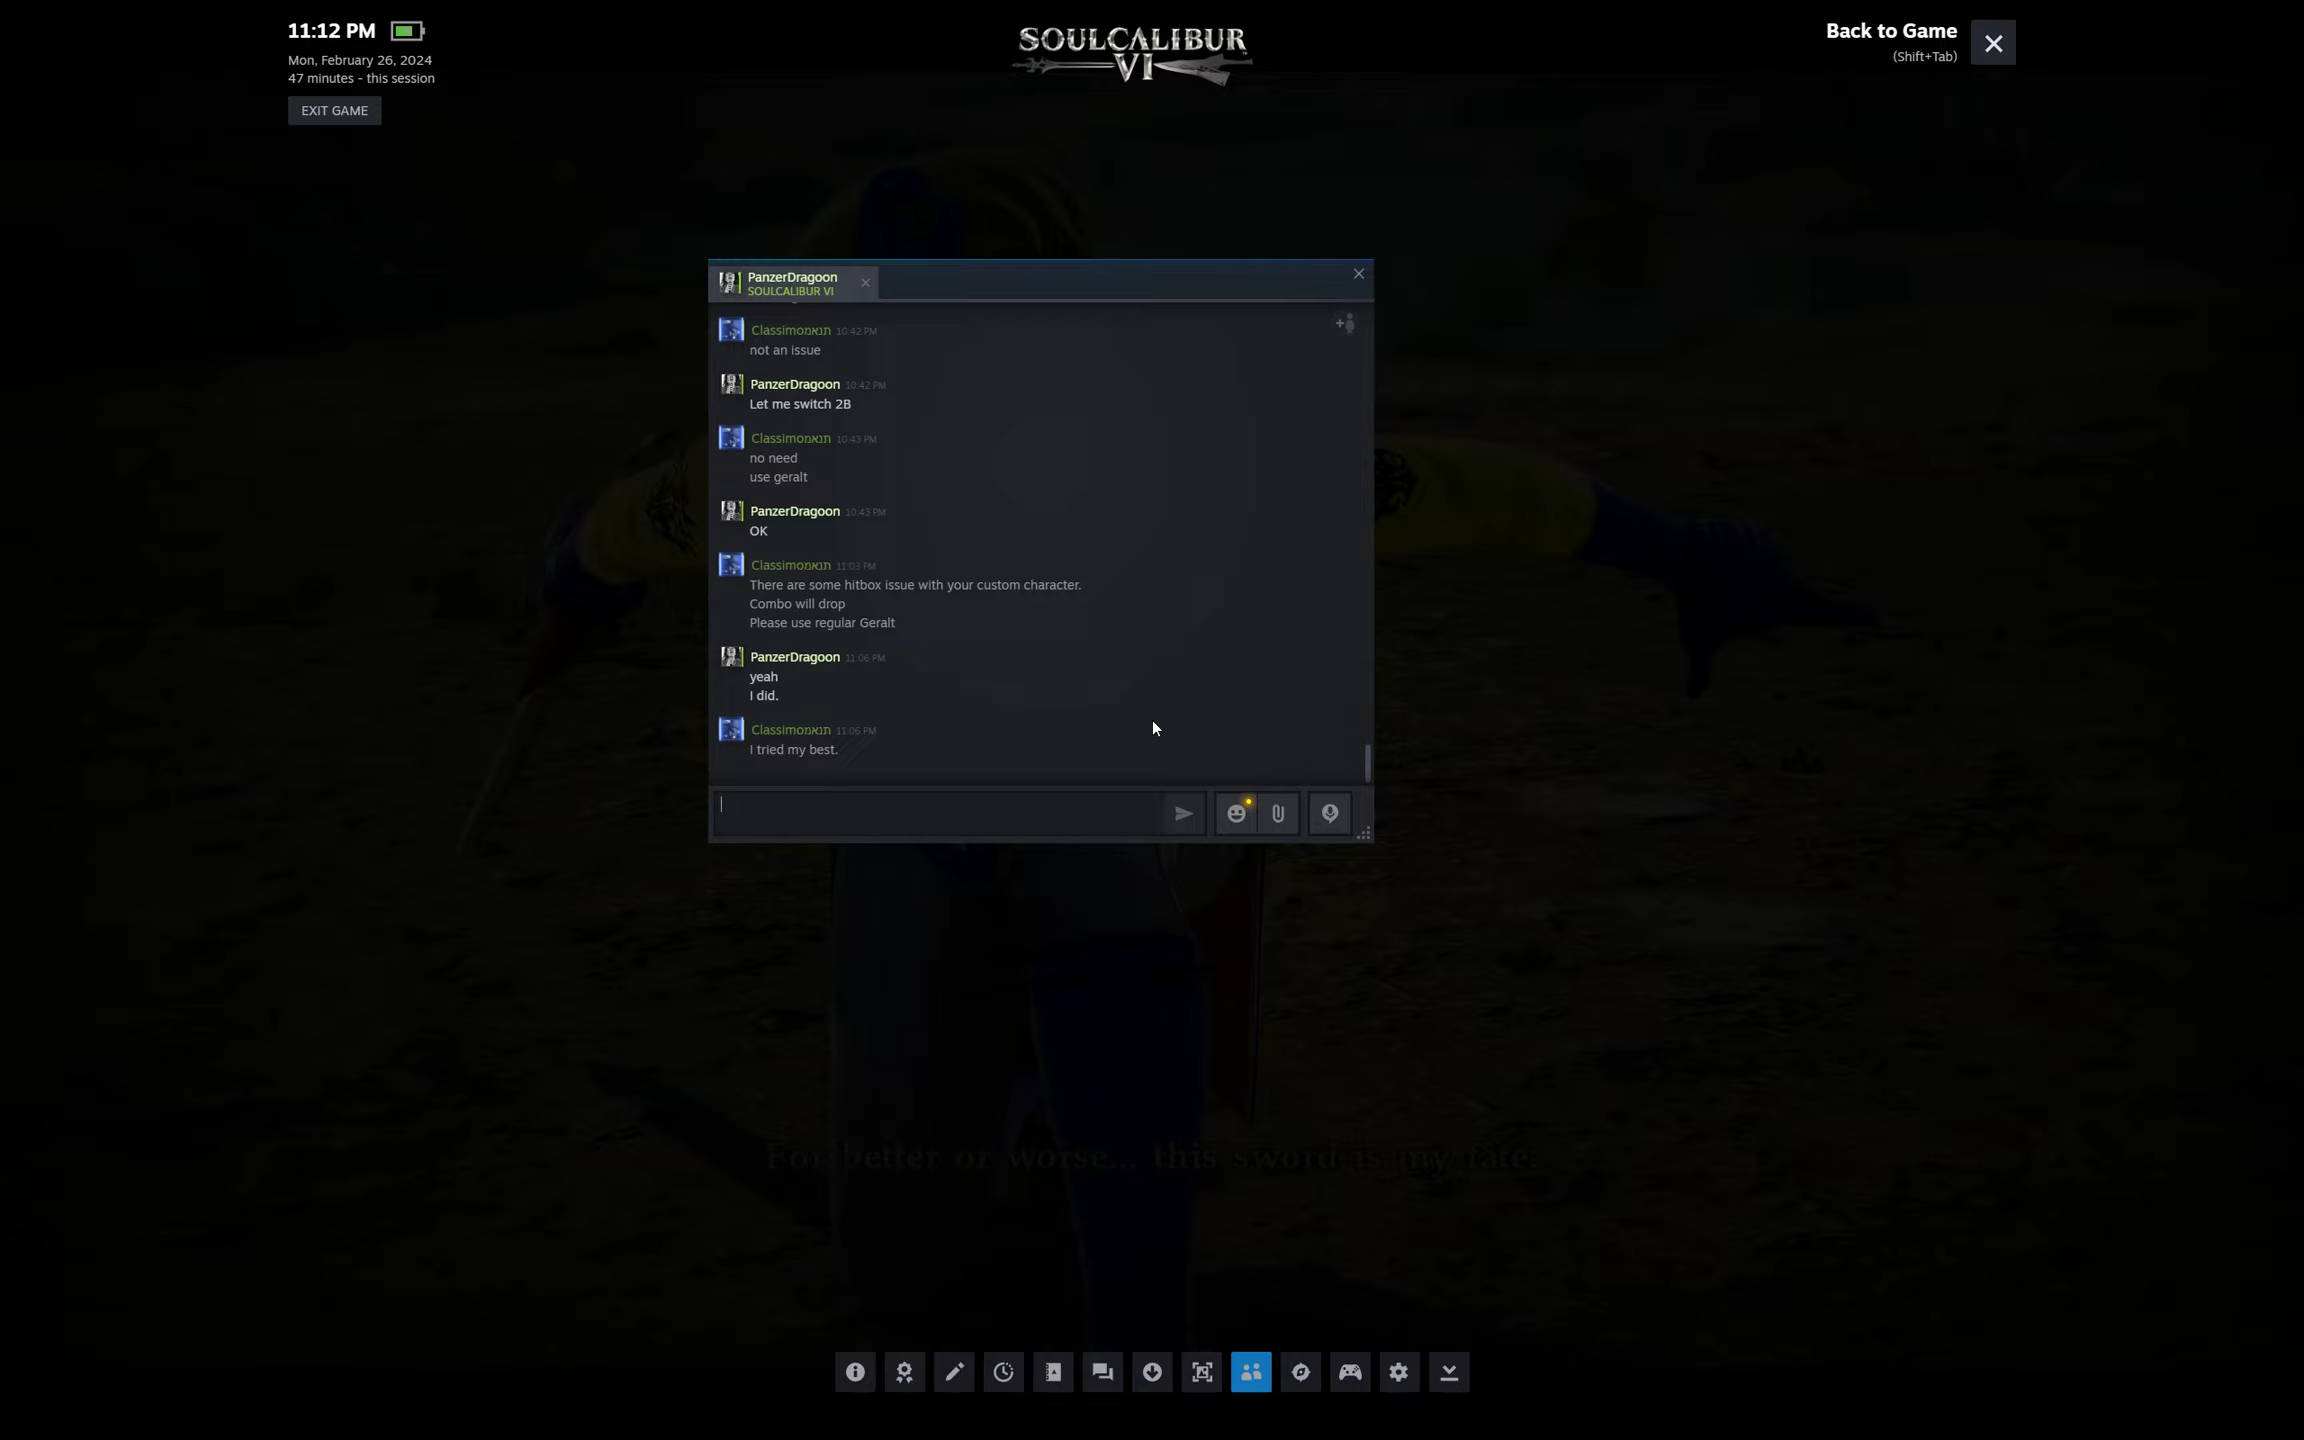 11:12 PM
Mon, February 26, 2024
47 minutes - this session
EXIT GAME
SOULCALIBUR
VI
Back to Game
(Shift+Tab)
PanzerDragoon
SOULCALIBUR VI
Classimoתנאמ 10:42 PM
not an issue
PanzerDragoon 10:42 PM
Let me switch 2B
Classimoתנאמ 10:43 PM
no need
use geralt
PanzerDragoon 10:43 PM
OK
Classimoתנאמ 11:03 PM
There are some hitbox issue with your custom character.
Combo will drop
Please use regular Geralt
PanzerDragoon 11:06 PM
yeah
I did.
Classimoתנאמ 11:06 PM
I tried my best.
For better or worse... this sword is my fate.